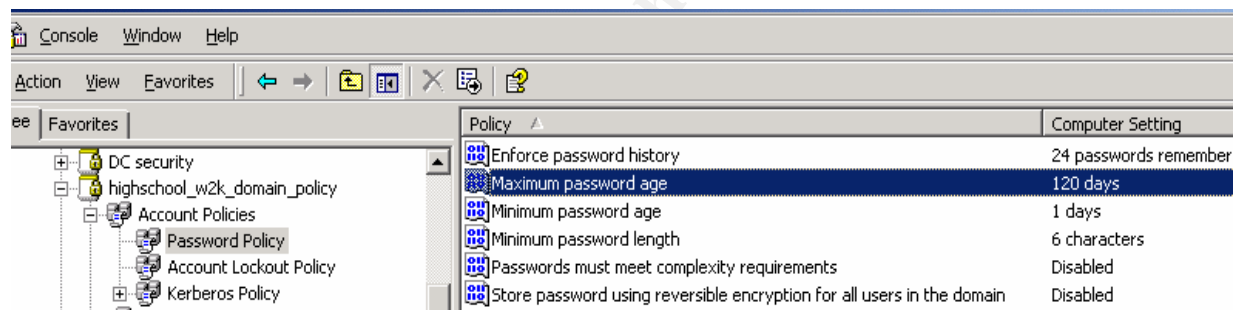 Console Window Help
Action View Favorites
ee Favorites
Policy Computer Setting
DC security
highschool_w2k_domain_policy
Account Policies
Password Policy
Account Lockout Policy
Kerberos Policy
Enforce password history 24 passwords remember
Maximum password age 120 days
Minimum password age 1 days
Minimum password length 6 characters
Passwords must meet complexity requirements Disabled
Store password using reversible encryption for all users in the domain Disabled